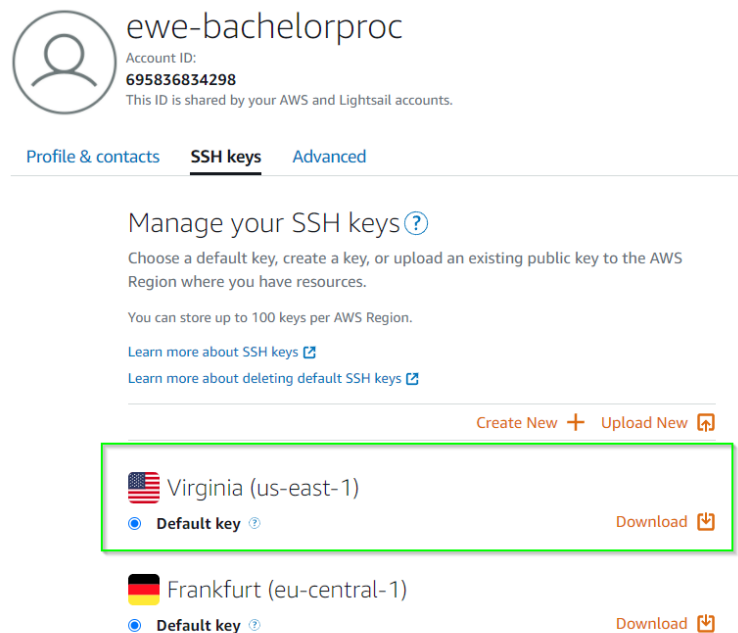 ewe-bachelorproc
Account ID:
695836834298
This ID is shared by your AWS and Lightsail accounts.
Profile & contacts SSH keys Advanced
Manage your SSH keys ?
Choose a default key, create a key, or upload an existing public key to the AWS
Region where you have resources.
You can store up to 100 keys per AWS Region.
Learn more about SSH keys
Learn more about deleting default SSH keys
Create New + Upload New
Virginia (us-east-1)
Default key ? Download
Frankfurt (eu-central-1)
Default key ? Download